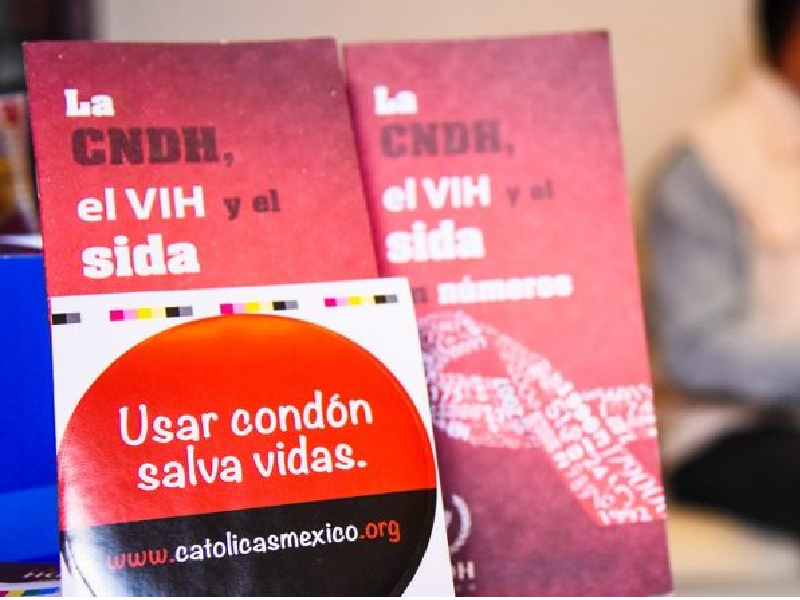 La
CNDH,
el VIH y el
sida
La
CNDH,
el VIH y el
sida
números
Usar condón
salva vidas.
www.catolicasmexico.org
1992